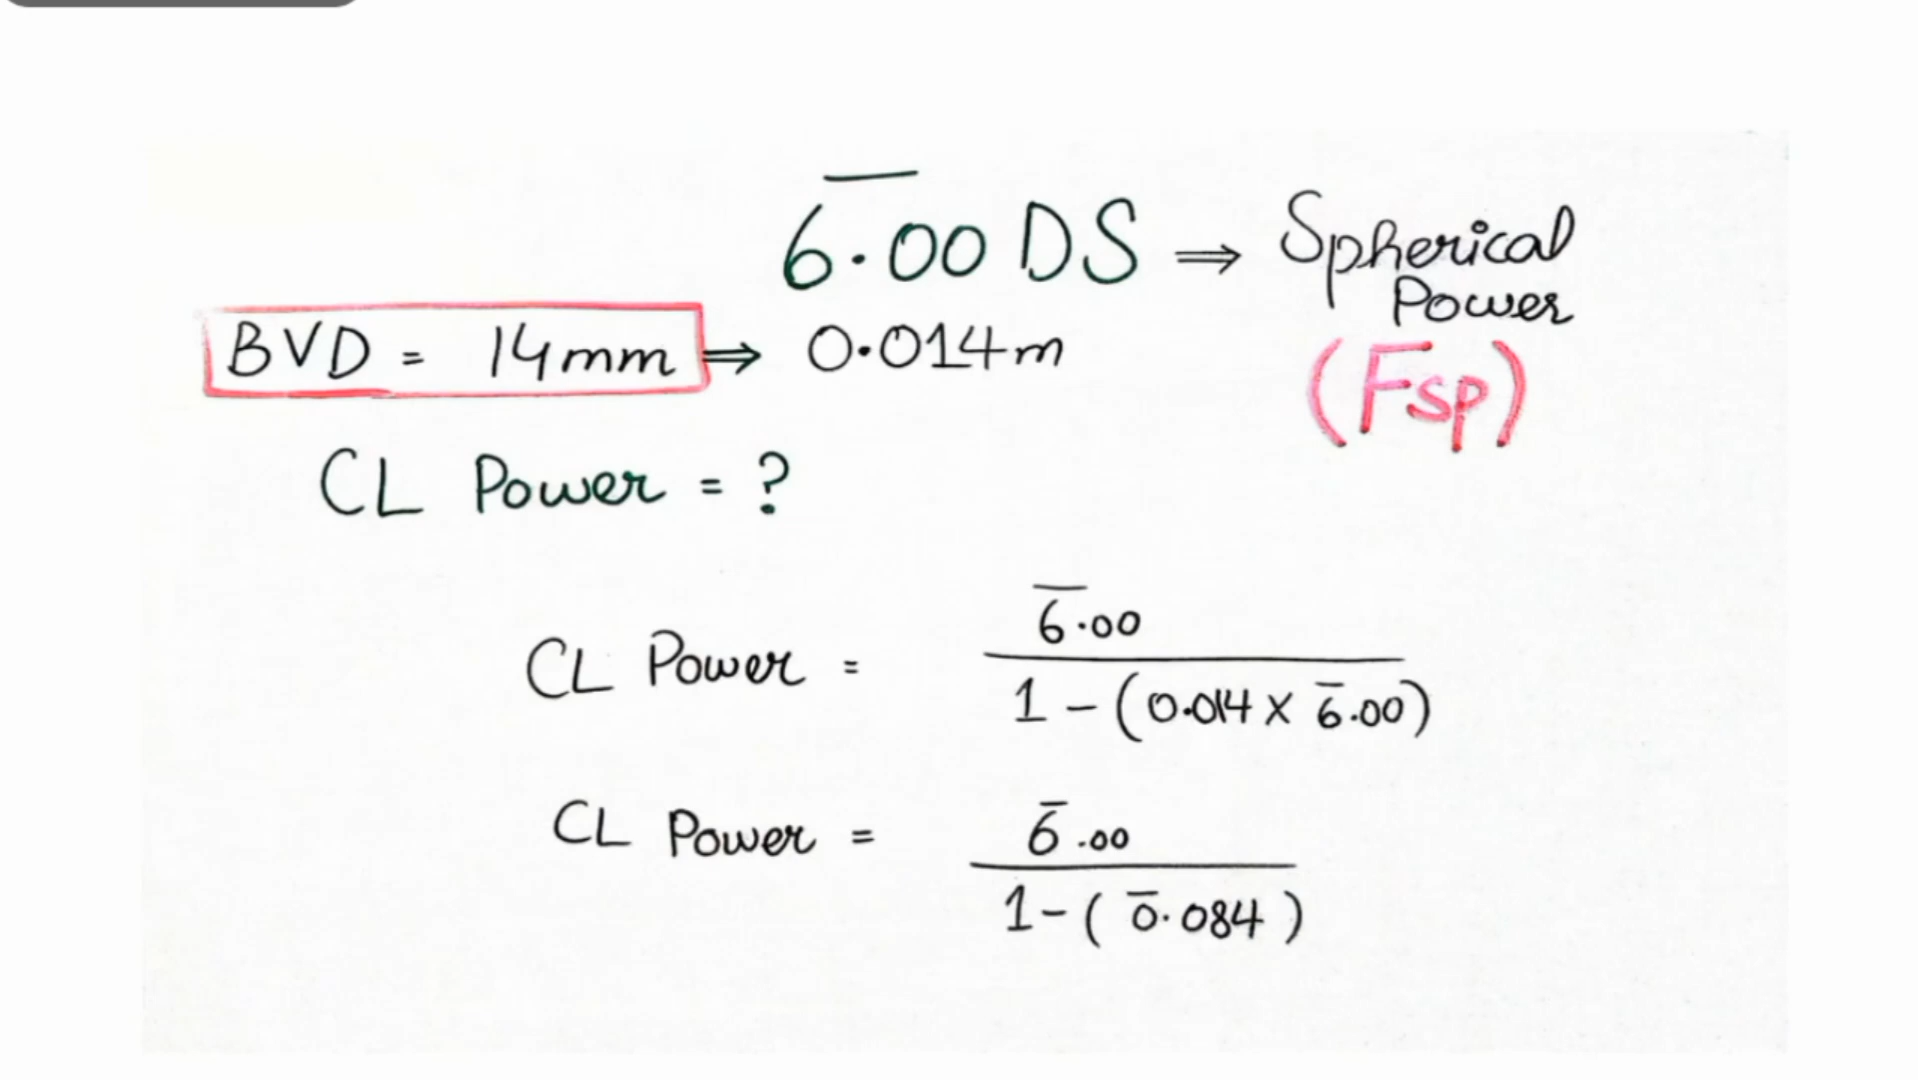 6̅.00 DS ⇒ Spherical Power
(Fsp)
BVD = 14mm ⇒ 0.014m
CL Power = ?
CL Power = 6̅.00
1 - (0.014 x 6̅.00)
CL Power = 6̅.00
1 - ( 0̅.084 )